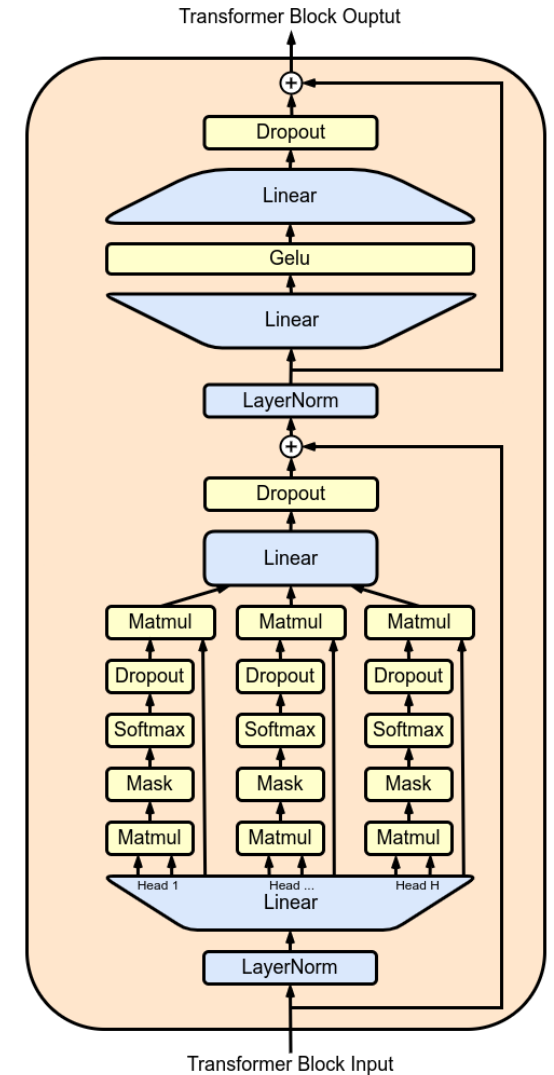 Transformer Block Ouptut
Dropout
Linear
Gelu
Linear
LayerNorm
Dropout
Linear
Matmul Matmul Matmul
Dropout Dropout Dropout
Softmax Softmax Softmax
Mask Mask Mask
Matmul Matmul Matmul
Head 1 Head ... Head H
Linear
LayerNorm
Transformer Block Input